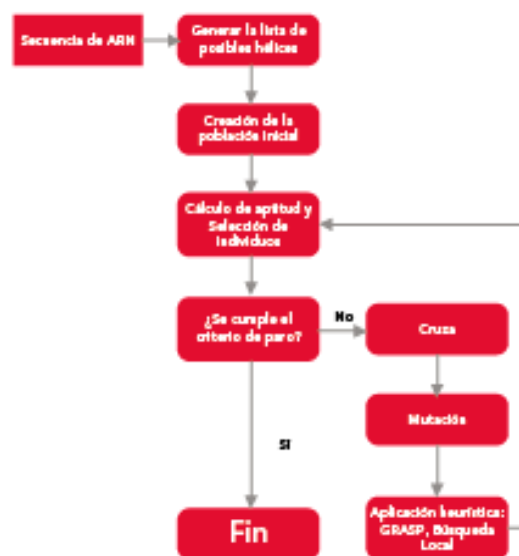 Secuencia de ARN
Generar la lista de
posibles hélices
Creación de la
población inicial
Cálculo de aptitud y
Selección de
individuos
¿Se cumple el
criterio de paro?
No
Cruza
Mutación
Aplicación heurística:
GRASP, Búsqueda
Local
SI
Fin